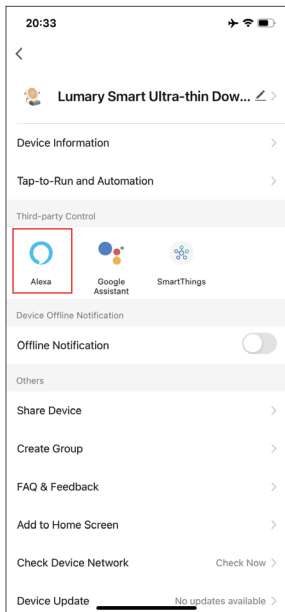 20:33
Lumary Smart Ultra-thin Dow...
Device Information
Tap-to-Run and Automation
Third-party Control
Alexa
Google
Assistant
SmartThings
Device Offline Notification
Offline Notification
Others
Share Device
Create Group
FAQ & Feedback
Add to Home Screen
Check Device Network Check Now
Device Update No updates available